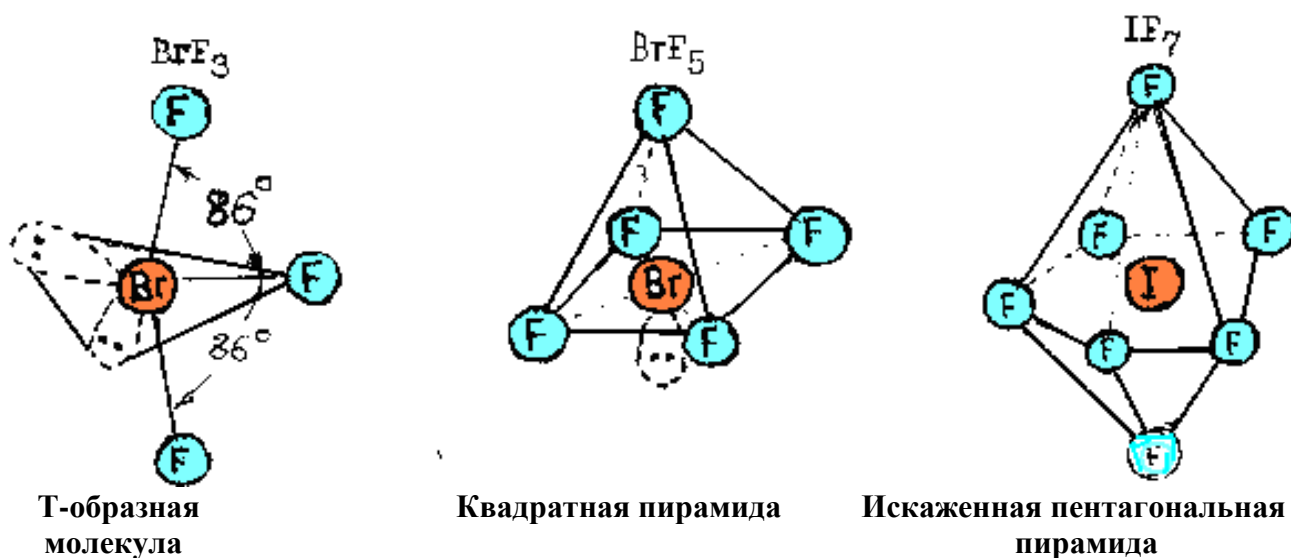 BrF₃
BrF₅
IF₇
F
F
F
86°
F
F
F
F
Br
F
Br
F
I
F
F
F
F
F
86°
F
F
F
Т-образная
молекула
Квадратная пирамида
Искаженная пентагональная
пирамида